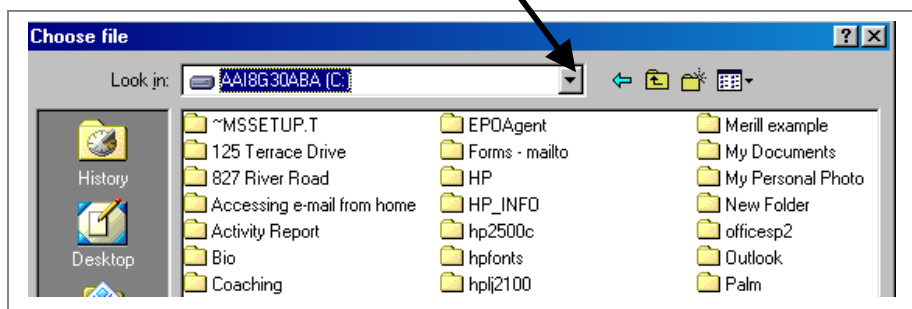 Choose file
Look in: AAI8G30ABA (C:)
~MSSETUP.T EPOAgent Merill example
125 Terrace Drive Forms - mailto My Documents
History 827 River Road HP My Personal Photo
Accessing e-mail from home HP_INFO New Folder
Activity Report hp2500c officesp2
Desktop Bio hpfonts Outlook
Coaching hplj2100 Palm